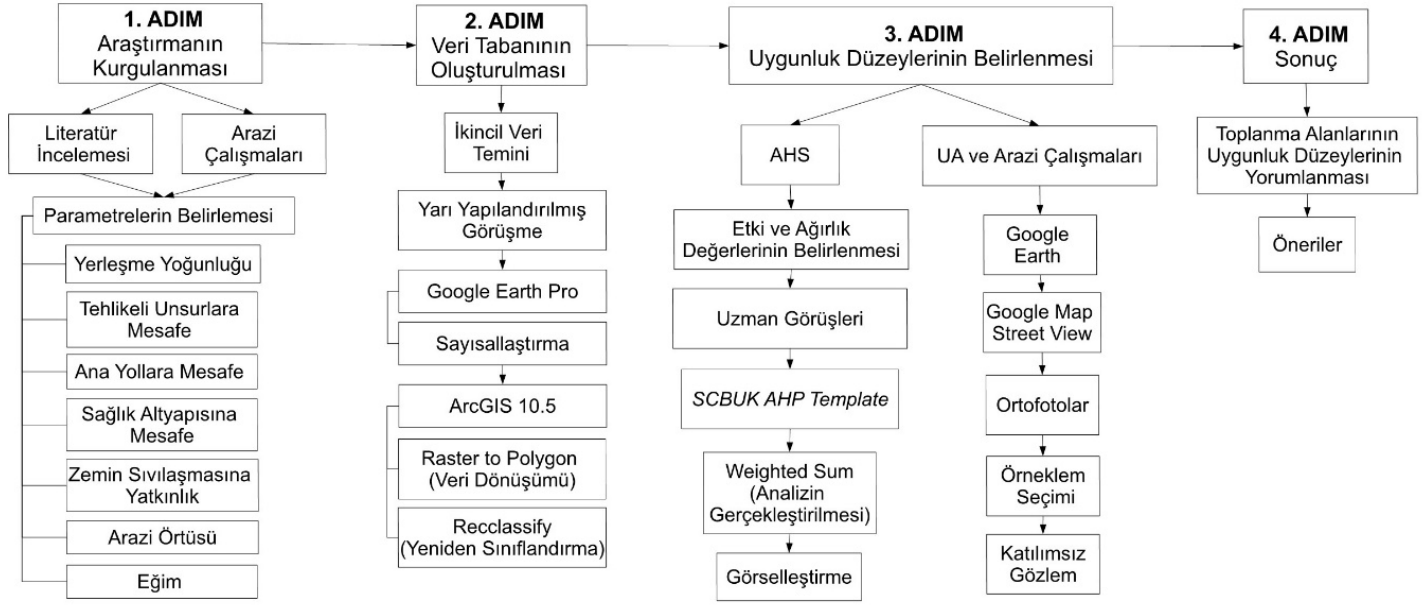 1. ADIM
Araştırmanın
Kurgulanması
Literatür
İncelemesi
Arazi
Çalışmaları
Parametrelerin Belirlemesi
Yerleşme Yoğunluğu
Tehlikeli Unsurlara
Mesafe
Ana Yollara Mesafe
Sağlık Altyapısına
Mesafe
Zemin Sıvılaşmasına
Yatkınlık
Arazi Örtüsü
Eğim
2. ADIM
Veri Tabanının
Oluşturulması
İkincil Veri
Temini
Yarı Yapılandırılmış
Görüşme
Google Earth Pro
Sayısallaştırma
ArcGIS 10.5
Raster to Polygon
(Veri Dönüşümü)
Recclassify
(Yeniden Sınıflandırma)
3. ADIM
Uygunluk Düzeylerinin Belirlenmesi
AHS
Etki ve Ağırlık
Değerlerinin Belirlenmesi
Uzman Görüşleri
SCBUK AHP Template
Weighted Sum
(Analizin
Gerçekleştirilmesi)
Görselleştirme
UA ve Arazi Çalışmaları
Google
Earth
Google Map
Street View
Ortofotolar
Örneklem
Seçimi
Katılımsız
Gözlem
4. ADIM
Sonuç
Toplanma Alanlarının
Uygunluk Düzeylerinin
Yorumlanması
Öneriler